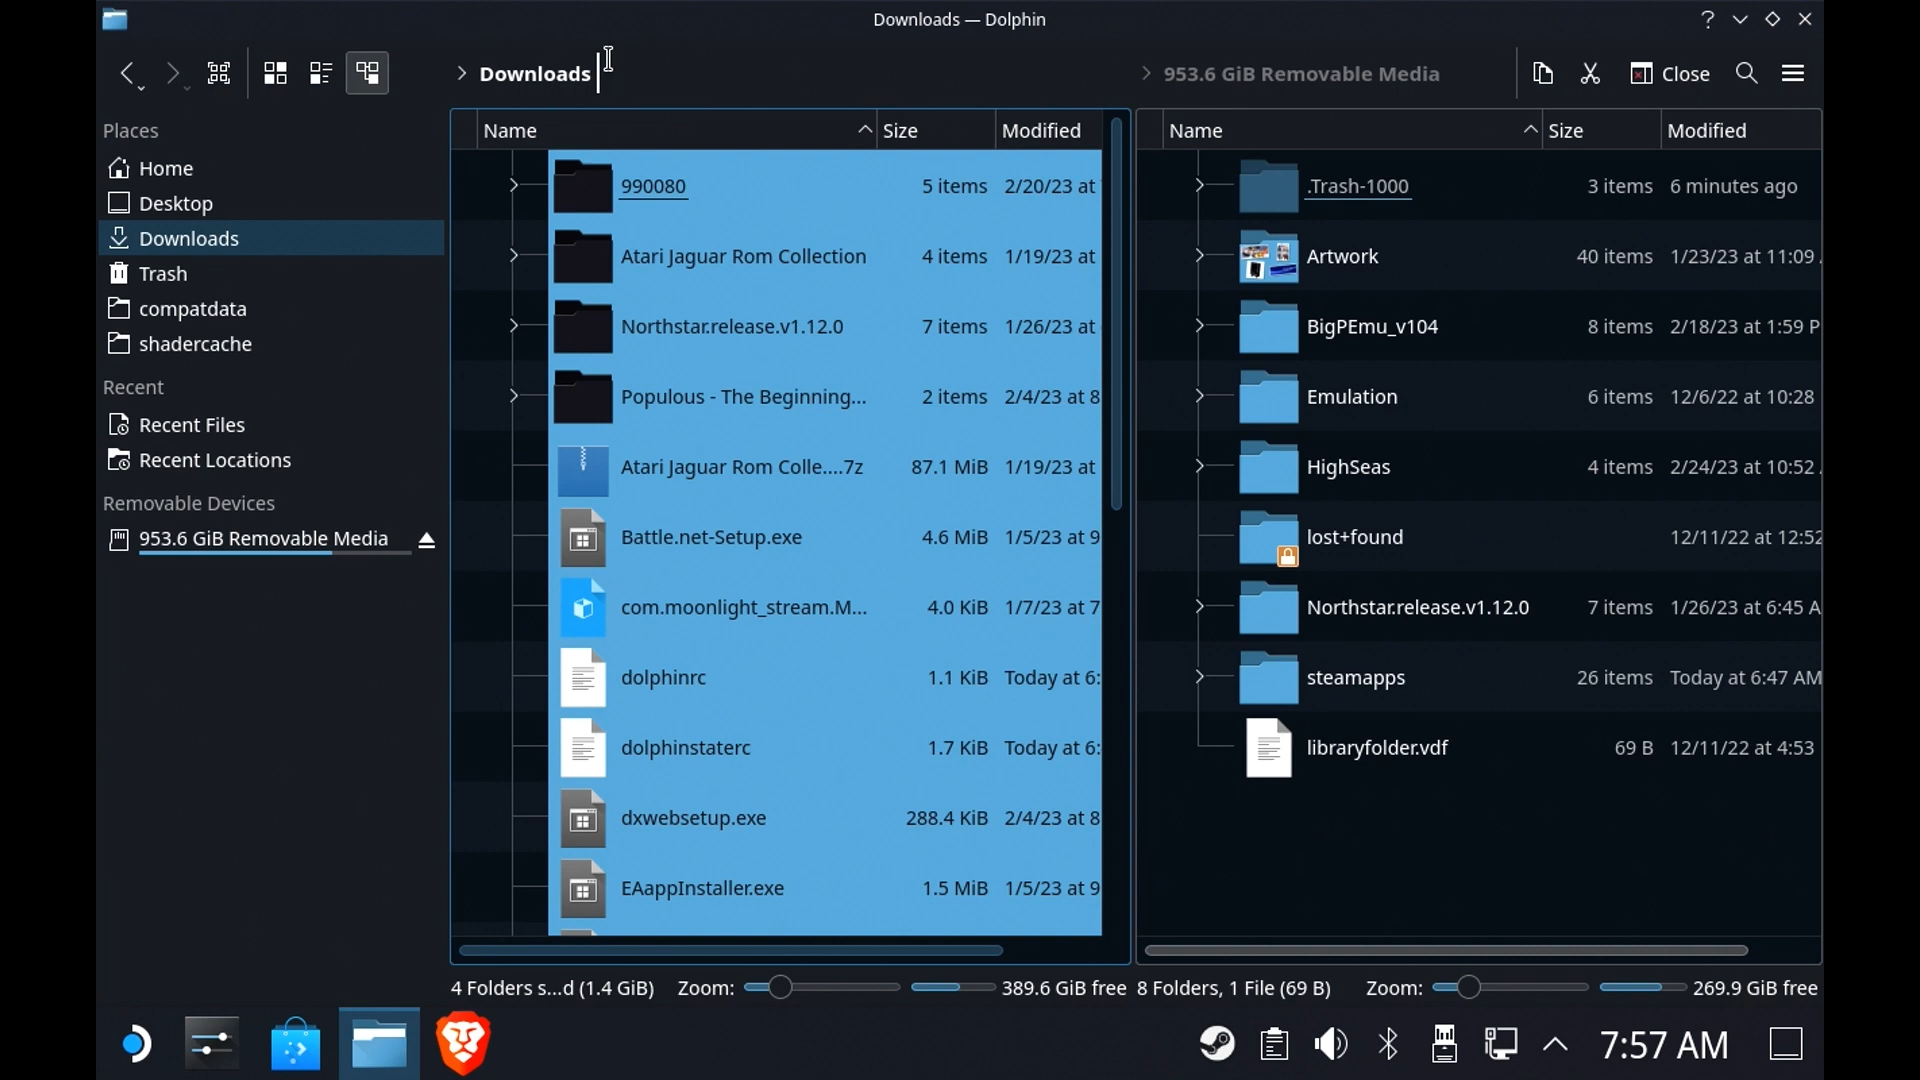 Downloads — Dolphin
Downloads
953.6 GiB Removable Media
Close
Places
Home
Desktop
Downloads
Trash
compatdata
shadercache
Recent
Recent Files
Recent Locations
Removable Devices
953.6 GiB Removable Media
Name Size Modified
990080 5 items 2/20/23 at
Atari Jaguar Rom Collection 4 items 1/19/23 at
Northstar.release.v1.12.0 7 items 1/26/23 at
Populous - The Beginning... 2 items 2/4/23 at 8
Atari Jaguar Rom Colle....7z 87.1 MiB 1/19/23 at
Battle.net-Setup.exe 4.6 MiB 1/5/23 at 9
com.moonlight_stream.M... 4.0 KiB 1/7/23 at 7
dolphinrc 1.1 KiB Today at 6:
dolphinstaterc 1.7 KiB Today at 6:
dxwebsetup.exe 288.4 KiB 2/4/23 at 8
EAappInstaller.exe 1.5 MiB 1/5/23 at 9
4 Folders s...d (1.4 GiB) Zoom: 389.6 GiB free
Name Size Modified
.Trash-1000 3 items 6 minutes ago
Artwork 40 items 1/23/23 at 11:09
BigPEmu_v104 8 items 2/18/23 at 1:59 P
Emulation 6 items 12/6/22 at 10:28
HighSeas 4 items 2/24/23 at 10:52
lost+found 12/11/22 at 12:52
Northstar.release.v1.12.0 7 items 1/26/23 at 6:45 A
steamapps 26 items Today at 6:47 AM
libraryfolder.vdf 69 B 12/11/22 at 4:53
8 Folders, 1 File (69 B) Zoom: 269.9 GiB free
7:57 AM